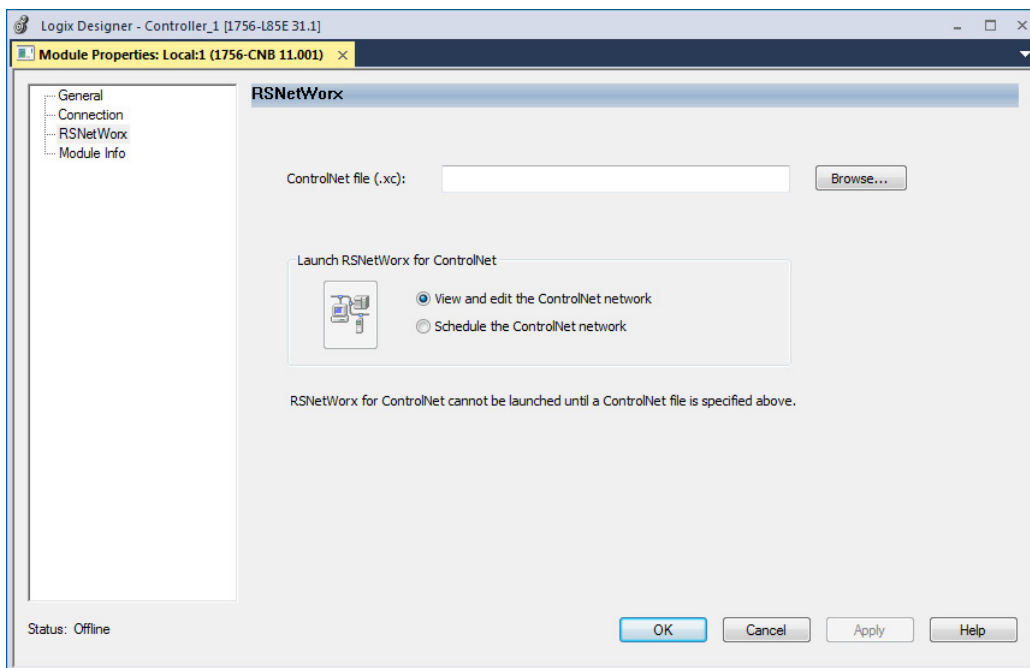 Logix Designer - Controller_1 [1756-L85E 31.1]
Module Properties: Local:1 (1756-CNB 11.001)
General
Connection
RSNetWorx
Module Info
RSNetWorx
ControlNet file (.xc):
Browse...
Launch RSNetWorx for ControlNet
View and edit the ControlNet network
Schedule the ControlNet network
RSNetWorx for ControlNet cannot be launched until a ControlNet file is specified above.
Status: Offline
OK
Cancel
Apply
Help